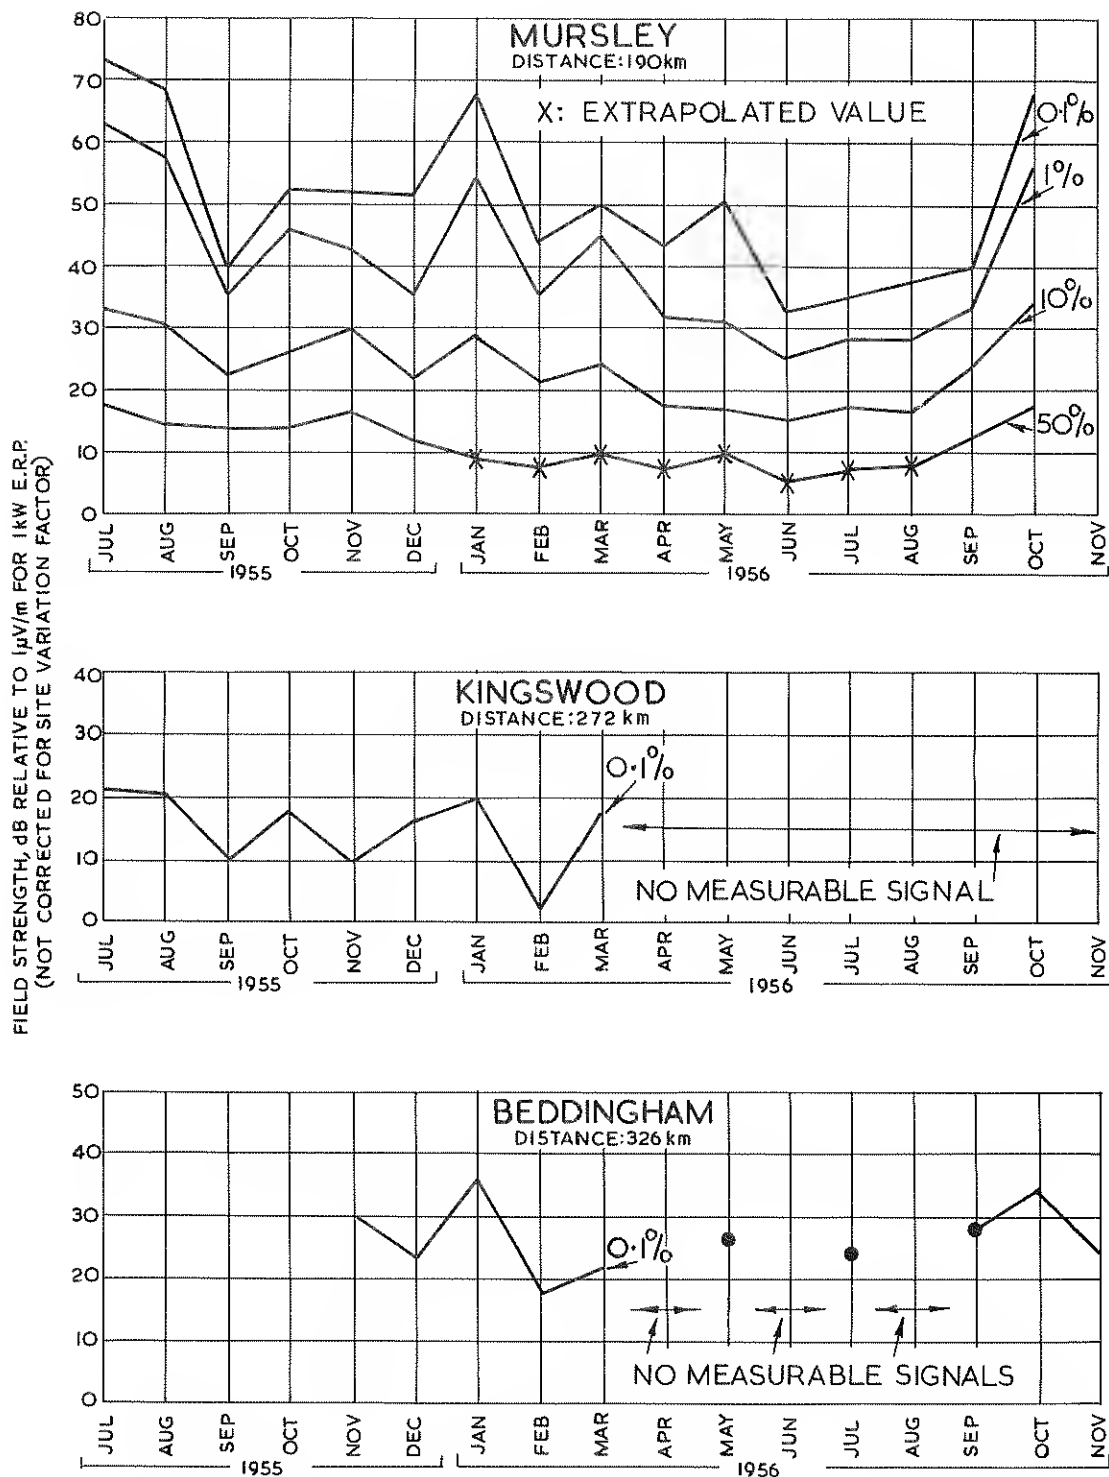 FIELD STRENGTH, dB RELATIVE TO 1μV/m FOR 1kW E.R.P.
(NOT CORRECTED FOR SITE VARIATION FACTOR)
MURSLEY
DISTANCE:190km
X: EXTRAPOLATED VALUE
80
70
60
50
40
30
20
10
0
0·1%
1%
10%
50%
JUL AUG SEP OCT NOV DEC JAN FEB MAR APR MAY JUN JUL AUG SEP OCT NOV
1955 1956
KINGSWOOD
DISTANCE:272 km
40
30
20
10
0
0·1%
NO MEASURABLE SIGNAL
JUL AUG SEP OCT NOV DEC JAN FEB MAR APR MAY JUN JUL AUG SEP OCT NOV
1955 1956
BEDDINGHAM
DISTANCE:326 km
50
40
30
20
10
0
0·1%
NO MEASURABLE SIGNALS
JUL AUG SEP OCT NOV DEC JAN FEB MAR APR MAY JUN JUL AUG SEP OCT NOV
1955 1956